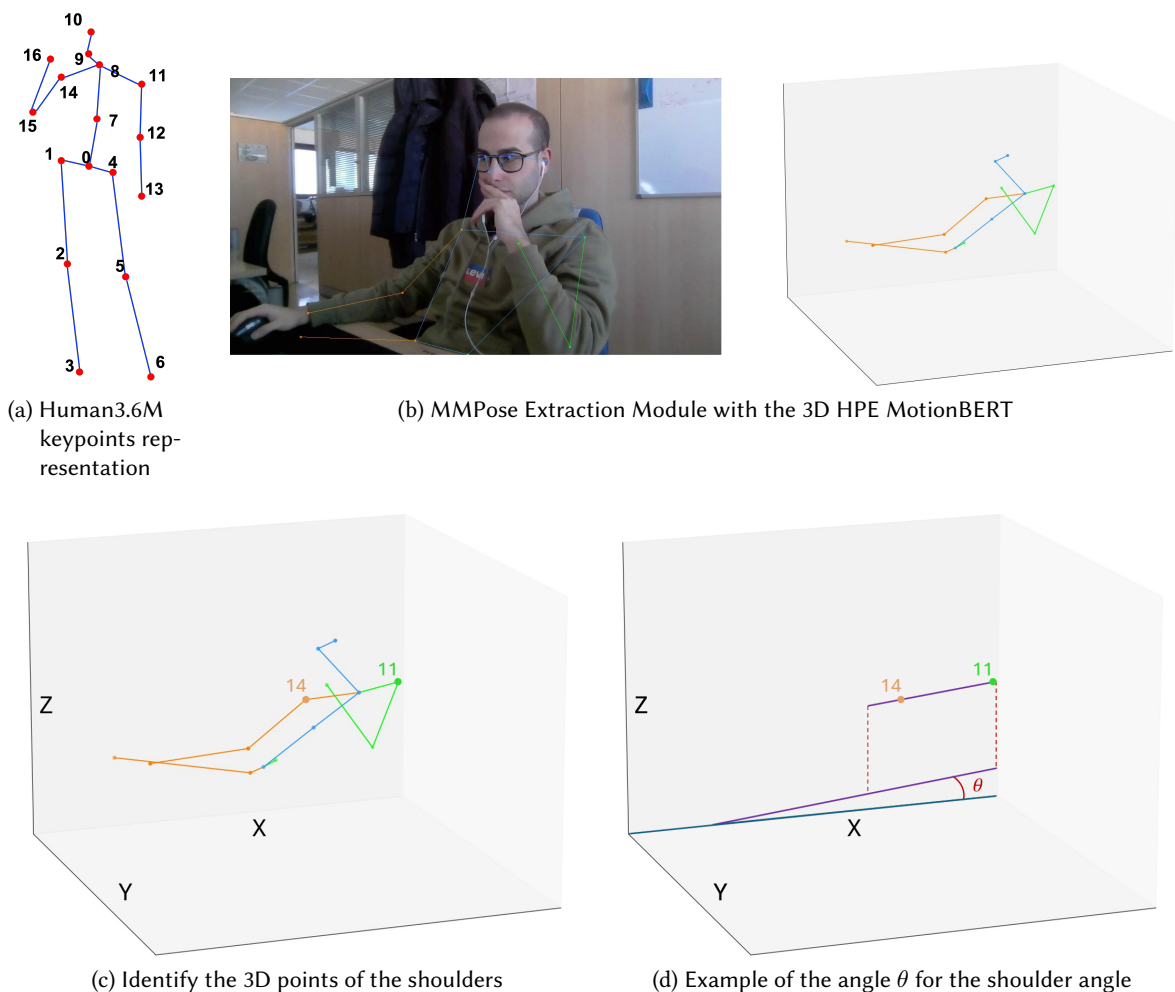 10
16
9
8
11
14
15
7
12
1
0
4
13
2
5
3
6
Levi's
(a) Human3.6M
keypoints rep-
resentation
(b) MMPose Extraction Module with the 3D HPE MotionBERT
14
11
Z
X
Y
(c) Identify the 3D points of the shoulders
14
11
Z
θ
X
Y
(d) Example of the angle θ for the shoulder angle